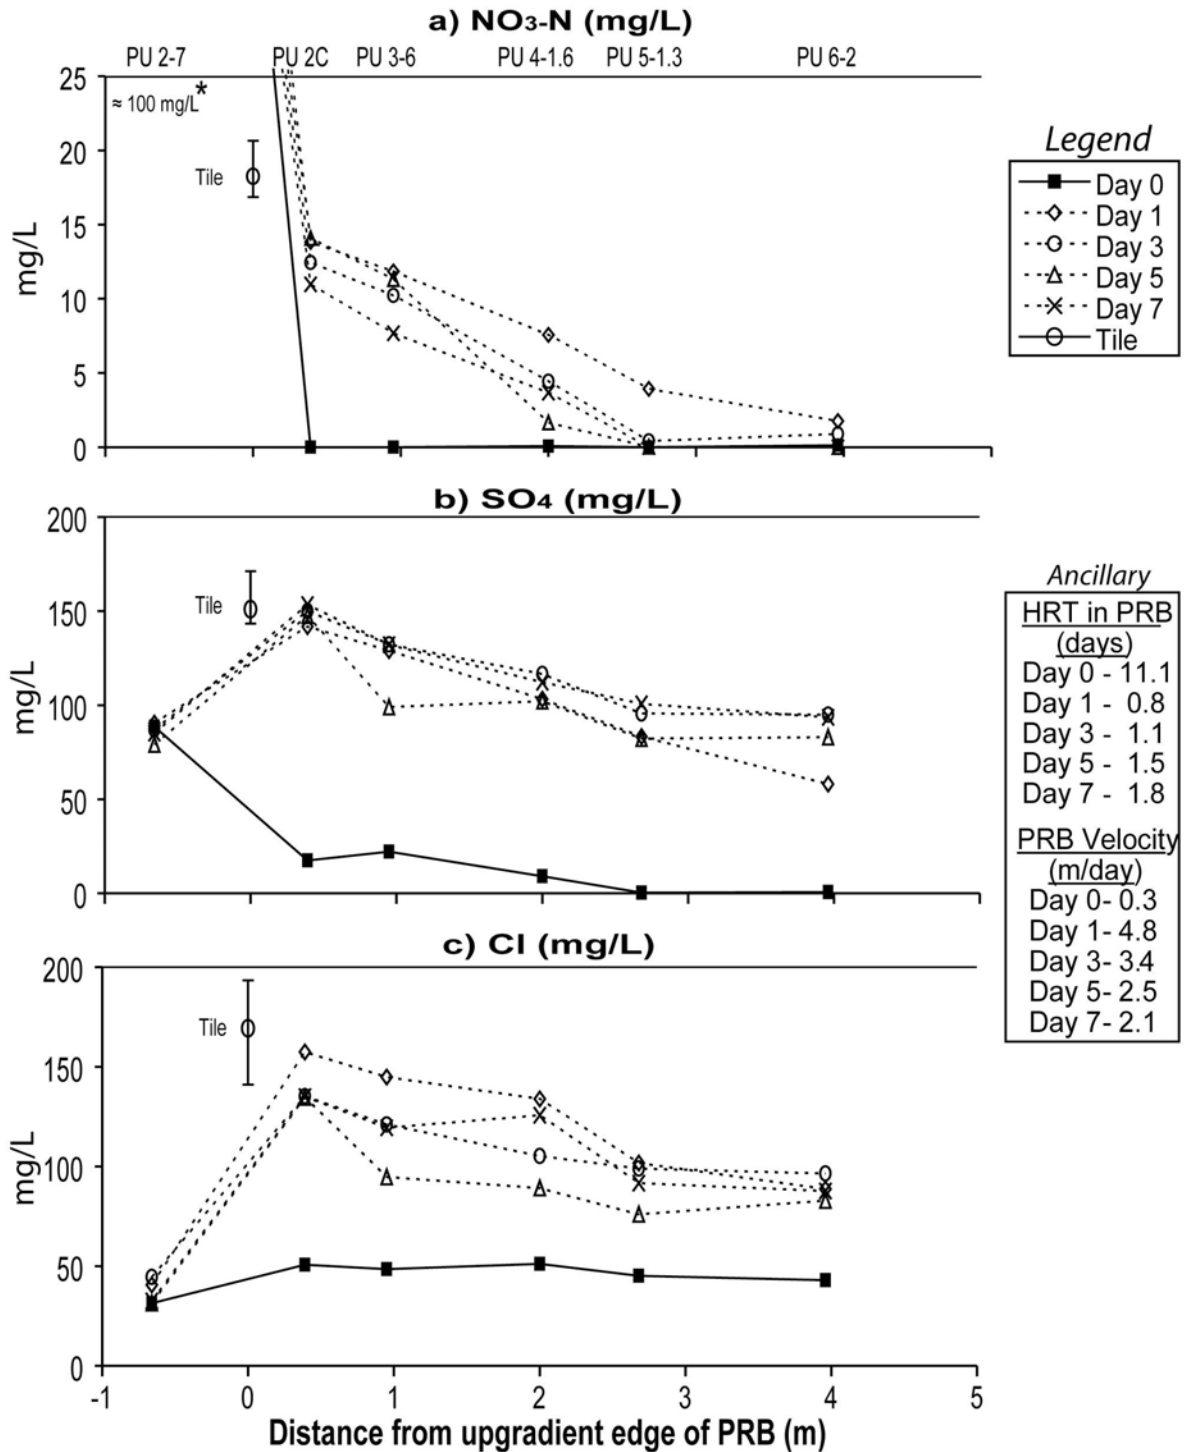 a) NO3-N (mg/L)
PU 2-7 PU 2C PU 3-6 PU 4-1.6 PU 5-1.3 PU 6-2
25
≈ 100 mg/L*
20
Tile
15
10
5
0
mg/L
Legend
Day 0
Day 1
Day 3
Day 5
Day 7
Tile
b) SO4 (mg/L)
200
150
Tile
100
50
0
mg/L
Ancillary
HRT in PRB
(days)
Day 0 - 11.1
Day 1 - 0.8
Day 3 - 1.1
Day 5 - 1.5
Day 7 - 1.8
PRB Velocity
(m/day)
Day 0- 0.3
Day 1- 4.8
Day 3- 3.4
Day 5- 2.5
Day 7- 2.1
c) Cl (mg/L)
200
Tile
150
100
50
0
mg/L
-1 0 1 2 3 4 5
Distance from upgradient edge of PRB (m)